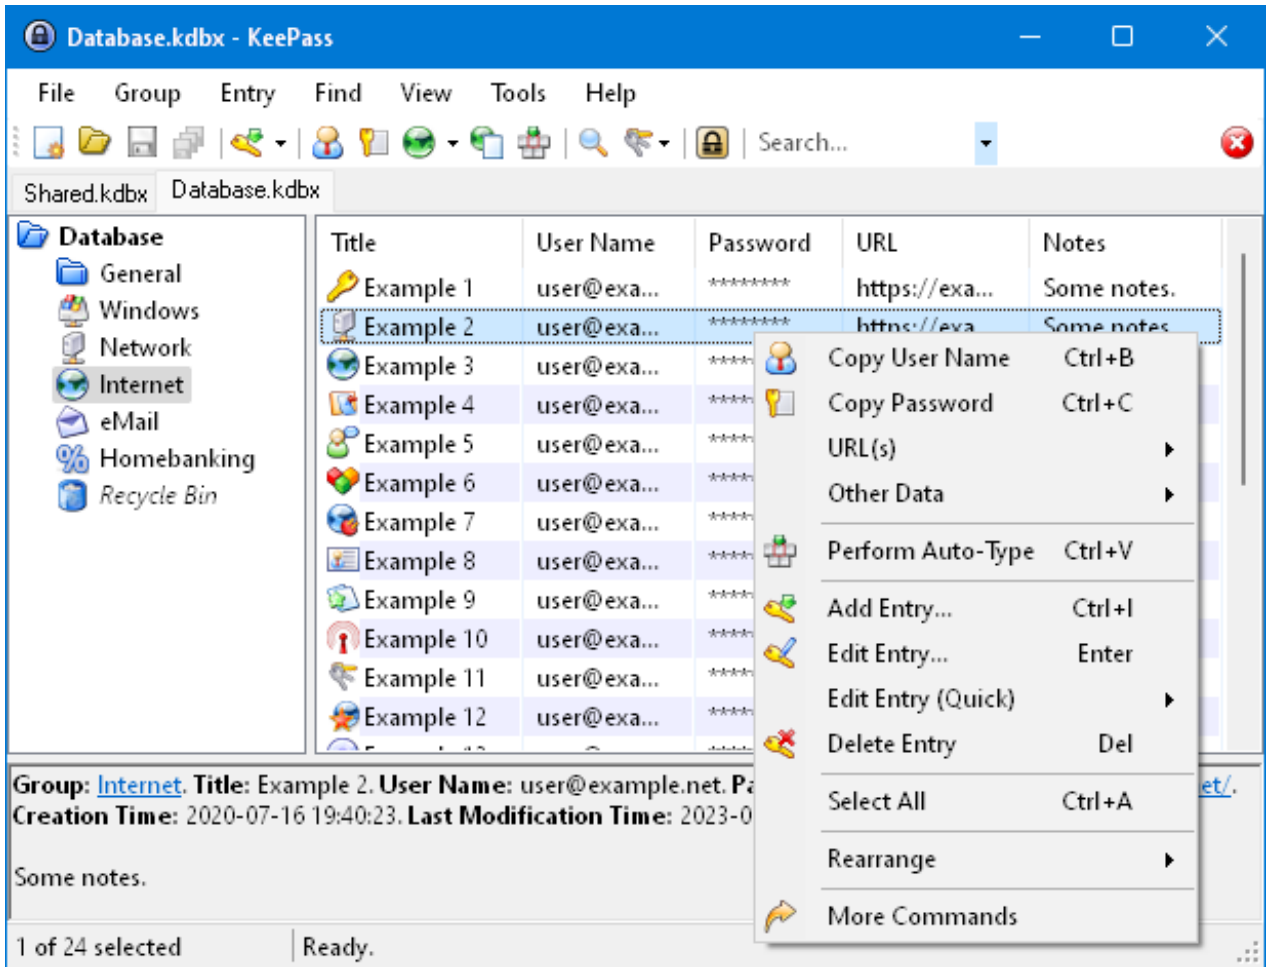 Database.kdbx - KeePass
File Group Entry Find View Tools Help
Search...
Shared.kdbx Database.kdbx
Database
General
Windows
Network
Internet
eMail
Homebanking
Recycle Bin
Title User Name Password URL Notes
Example 1 user@exa... ******** https://exa... Some notes.
Example 2 user@exa... ******** https://exa Some notes
Example 3 user@exa...
Example 4 user@exa...
Example 5 user@exa...
Example 6 user@exa...
Example 7 user@exa...
Example 8 user@exa...
Example 9 user@exa...
Example 10 user@exa...
Example 11 user@exa...
Example 12 user@exa...
Copy User Name Ctrl+B
Copy Password Ctrl+C
URL(s)
Other Data
Perform Auto-Type Ctrl+V
Add Entry... Ctrl+I
Edit Entry... Enter
Edit Entry (Quick)
Delete Entry Del
Select All Ctrl+A
Rearrange
More Commands
Group: Internet. Title: Example 2. User Name: user@example.net. et/.
Creation Time: 2020-07-16 19:40:23. Last Modification Time: 2023-0
Some notes.
1 of 24 selected Ready.